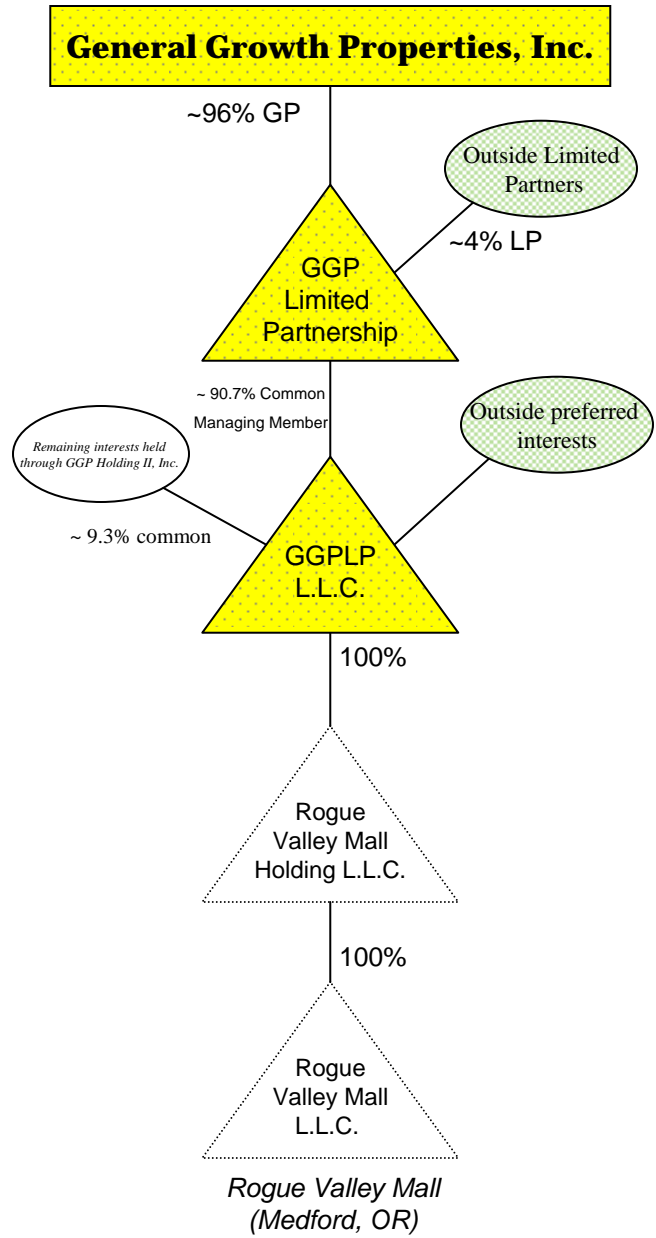 General Growth Properties, Inc.
~96% GP
Outside Limited
Partners
~4% LP
GGP
Limited
Partnership
~ 90.7% Common
Managing Member
Outside preferred
interests
Remaining interests held
through GGP Holding II, Inc.
~ 9.3% common
GGPLP
L.L.C.
100%
Rogue
Valley Mall
Holding L.L.C.
100%
Rogue
Valley Mall
L.L.C.
Rogue Valley Mall
(Medford, OR)